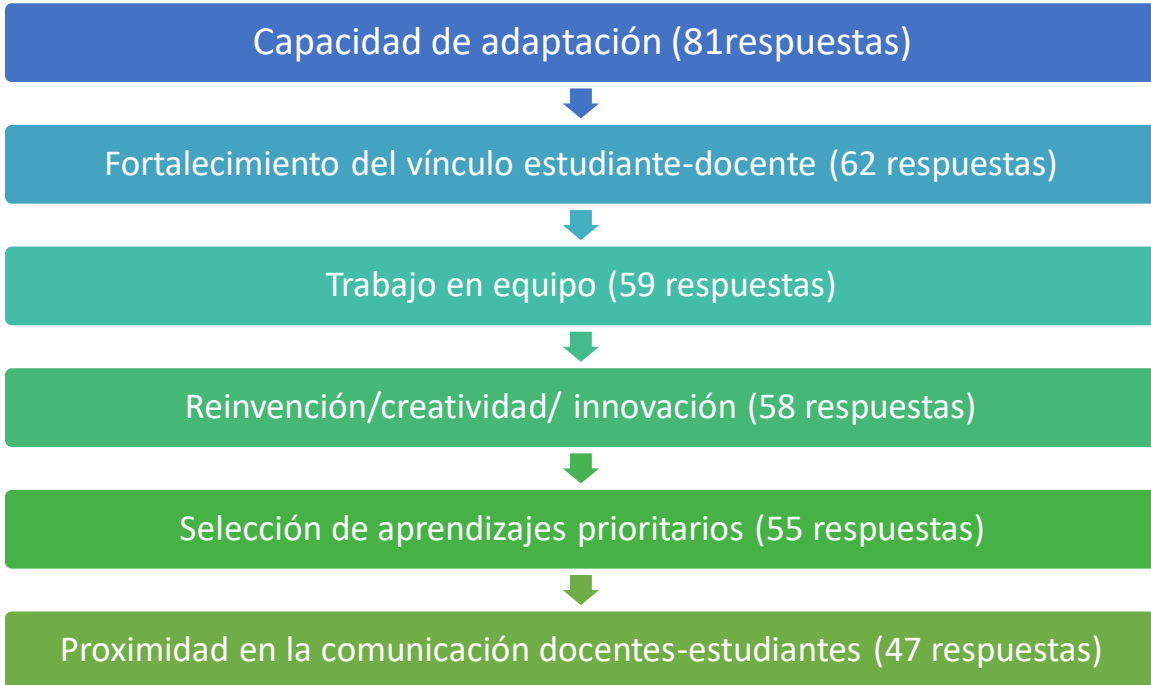 Capacidad de adaptación (81respuestas)
Fortalecimiento del vínculo estudiante-docente (62 respuestas)
Trabajo en equipo (59 respuestas)
Reinvención/creatividad/ innovación (58 respuestas)
Selección de aprendizajes prioritarios (55 respuestas)
Proximidad en la comunicación docentes-estudiantes (47 respuestas)